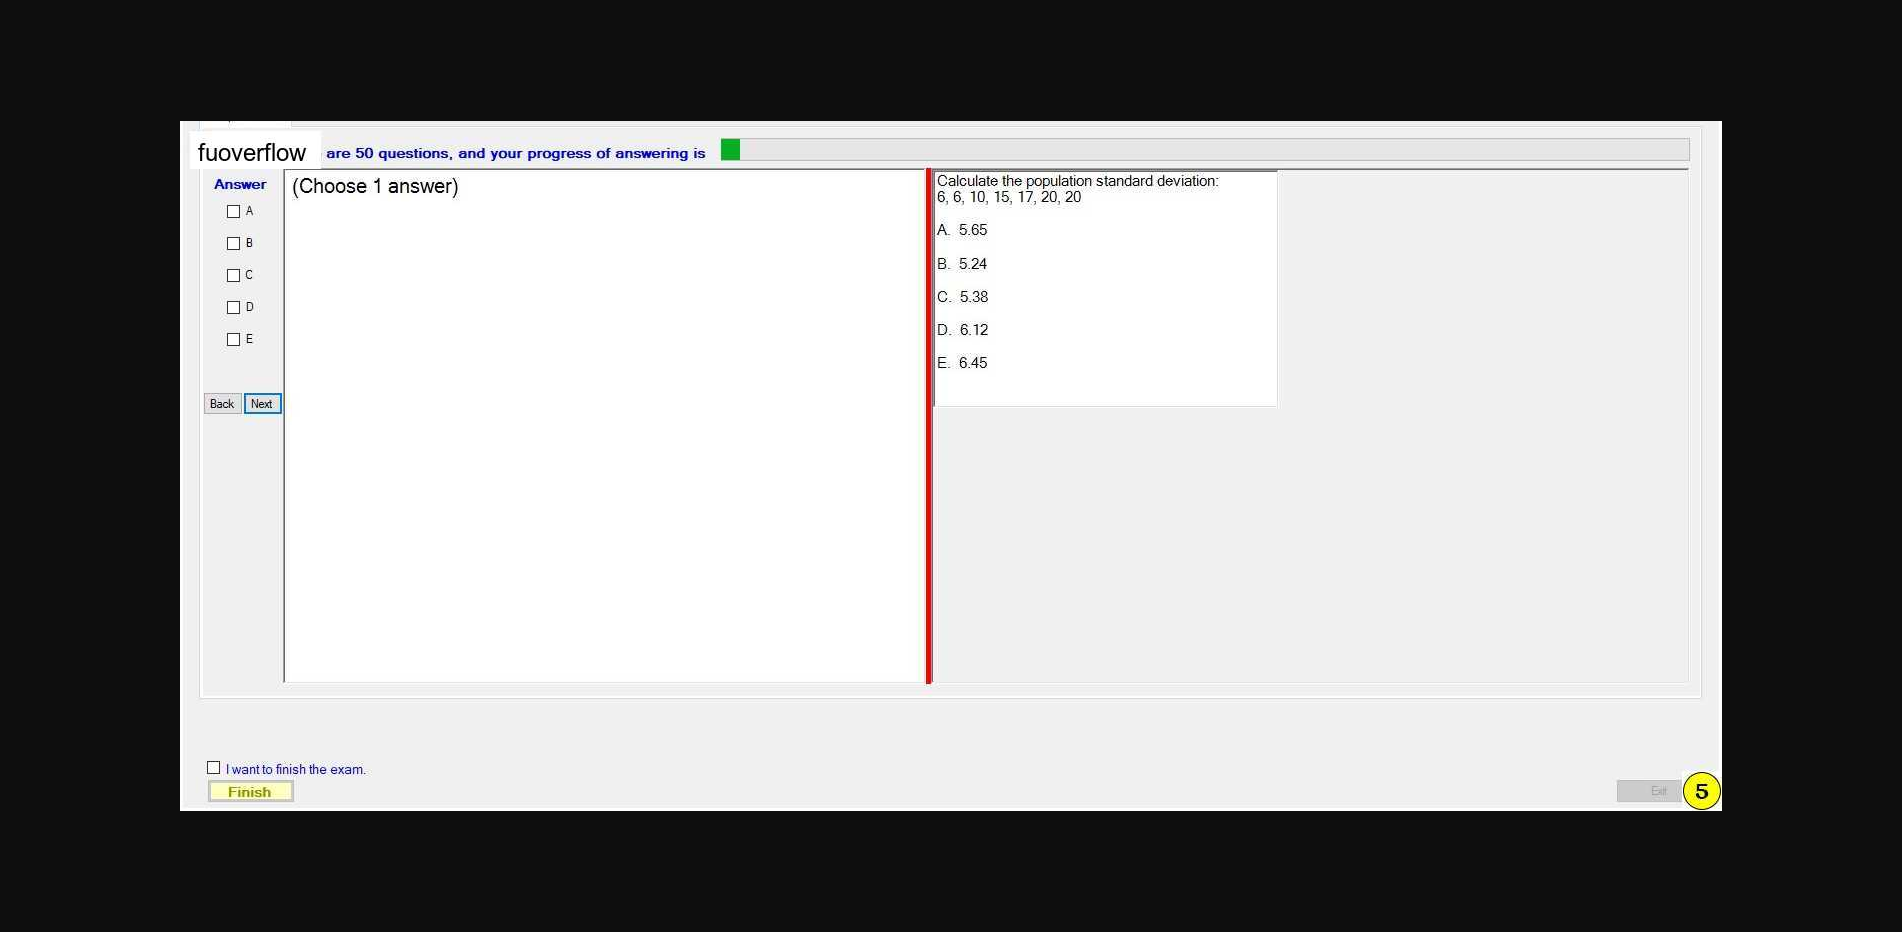 fuoverflow are 50 questions, and your progress of answering is
Answer
A
B
C
D
E
Back Next
(Choose 1 answer)
Calculate the population standard deviation:
6, 6, 10, 15, 17, 20, 20
A. 5.65
B. 5.24
C. 5.38
D. 6.12
E. 6.45
I want to finish the exam.
Finish
Exit
5